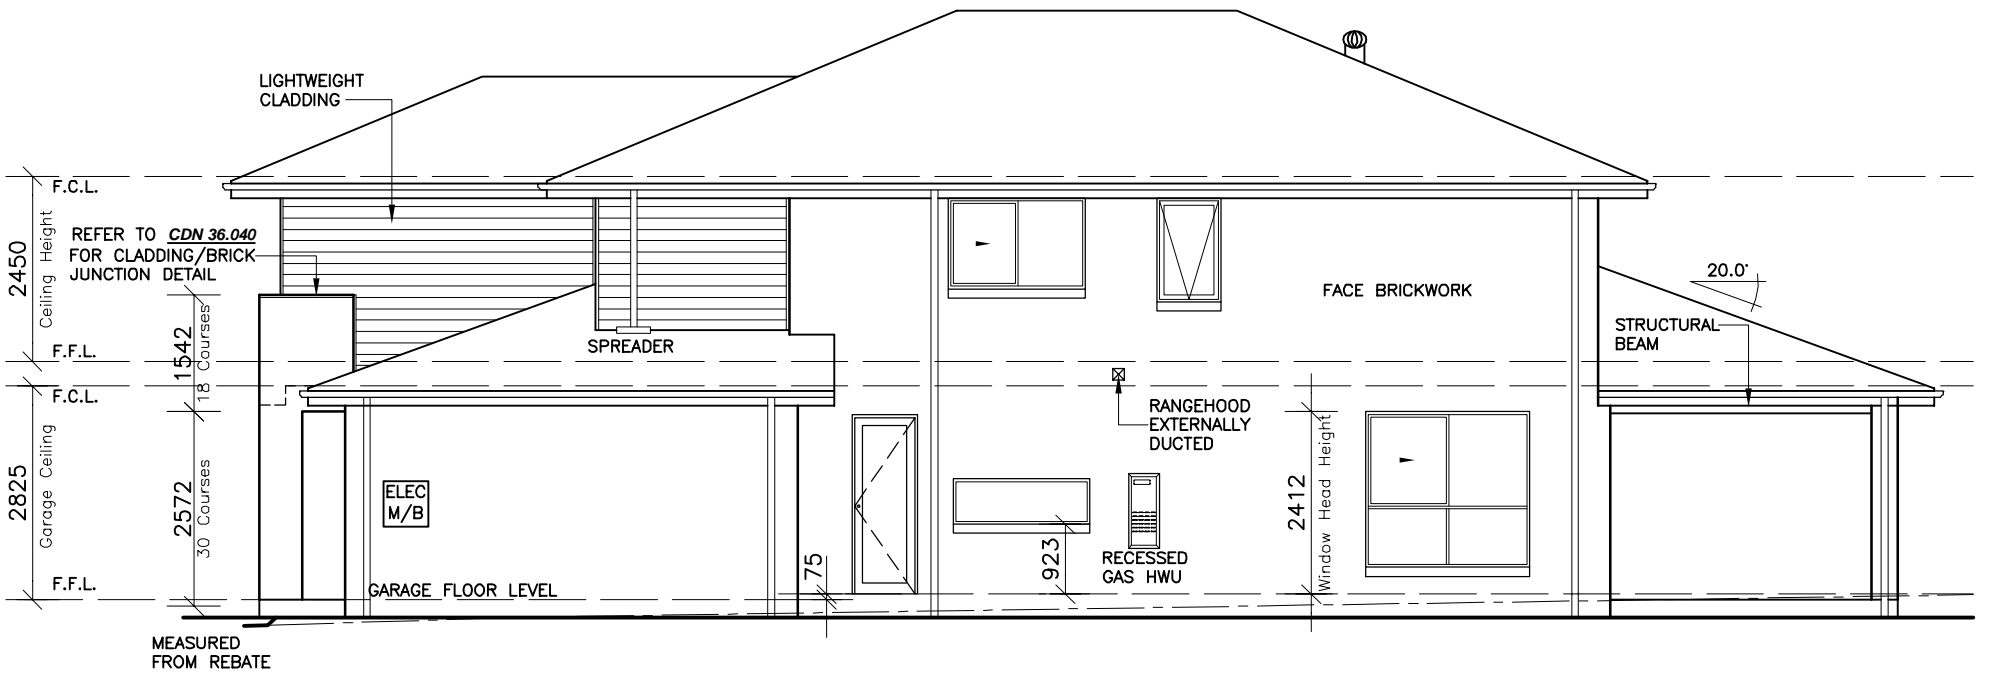 LIGHTWEIGHT
CLADDING
F.C.L.
2450
Ceiling Height
REFER TO CDN 36.040
FOR CLADDING/BRICK
JUNCTION DETAIL
1542
18 Courses
F.F.L.
F.C.L.
2825
Garage Ceiling
2572
30 Courses
F.F.L.
MEASURED
FROM REBATE
SPREADER
ELEC
M/B
GARAGE FLOOR LEVEL
75
FACE BRICKWORK
RANGEHOOD
EXTERNALLY
DUCTED
923
RECESSED
GAS HWU
2412
Window Head Height
20.0°
STRUCTURAL
BEAM